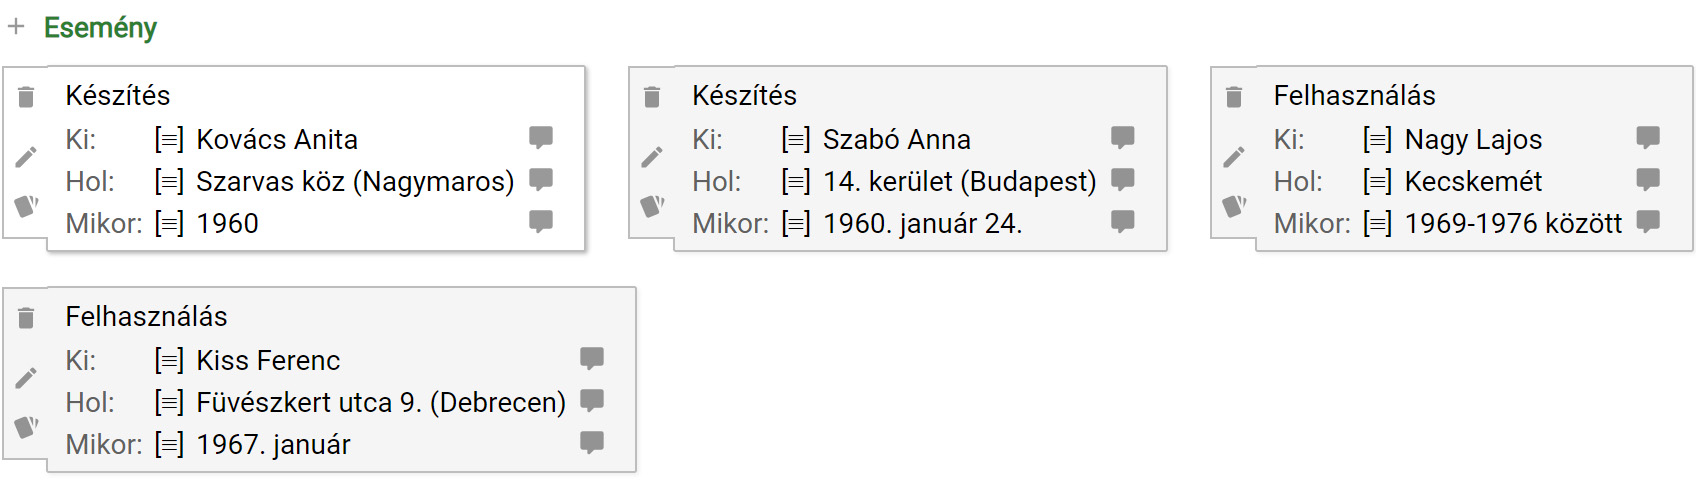 + Esemény
Készítés
Ki: [≡] Kovács Anita
Hol: [≡] Szarvas köz (Nagymaros)
Mikor: [≡] 1960
Készítés
Ki: [≡] Szabó Anna
Hol: [≡] 14. kerület (Budapest)
Mikor: [≡] 1960. január 24.
Felhasználás
Ki: [≡] Nagy Lajos
Hol: [≡] Kecskemét
Mikor: [≡] 1969-1976 között
Felhasználás
Ki: [≡] Kiss Ferenc
Hol: [≡] Füvészkert utca 9. (Debrecen)
Mikor: [≡] 1967. január